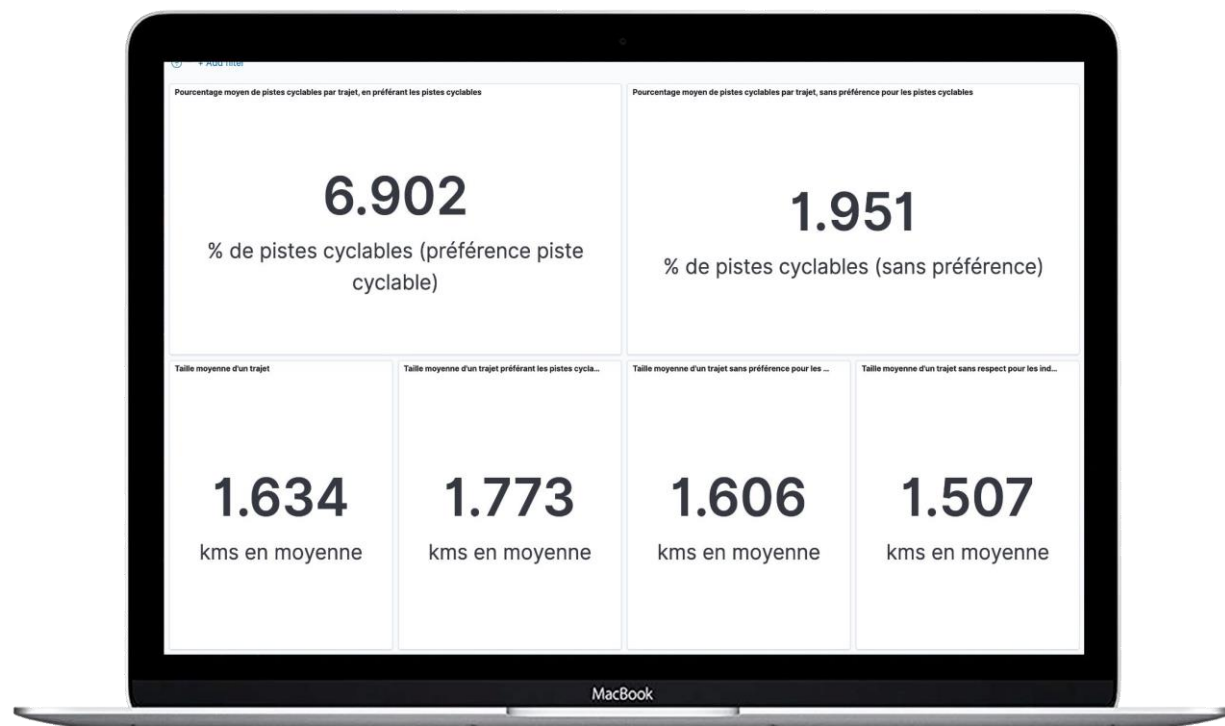 + Add filter
Pourcentage moyen de pistes cyclables par trajet, en préférant les pistes cyclables
Pourcentage moyen de pistes cyclables par trajet, sans préférence pour les pistes cyclables
6.902
% de pistes cyclables (préférence piste
cyclable)
1.951
% de pistes cyclables (sans préférence)
Taille moyenne d'un trajet
Taille moyenne d'un trajet préférant les pistes cycla...
Taille moyenne d'un trajet sans préférence pour les ...
Taille moyenne d'un trajet sans respect pour les ind...
1.634
kms en moyenne
1.773
kms en moyenne
1.606
kms en moyenne
1.507
kms en moyenne
MacBook